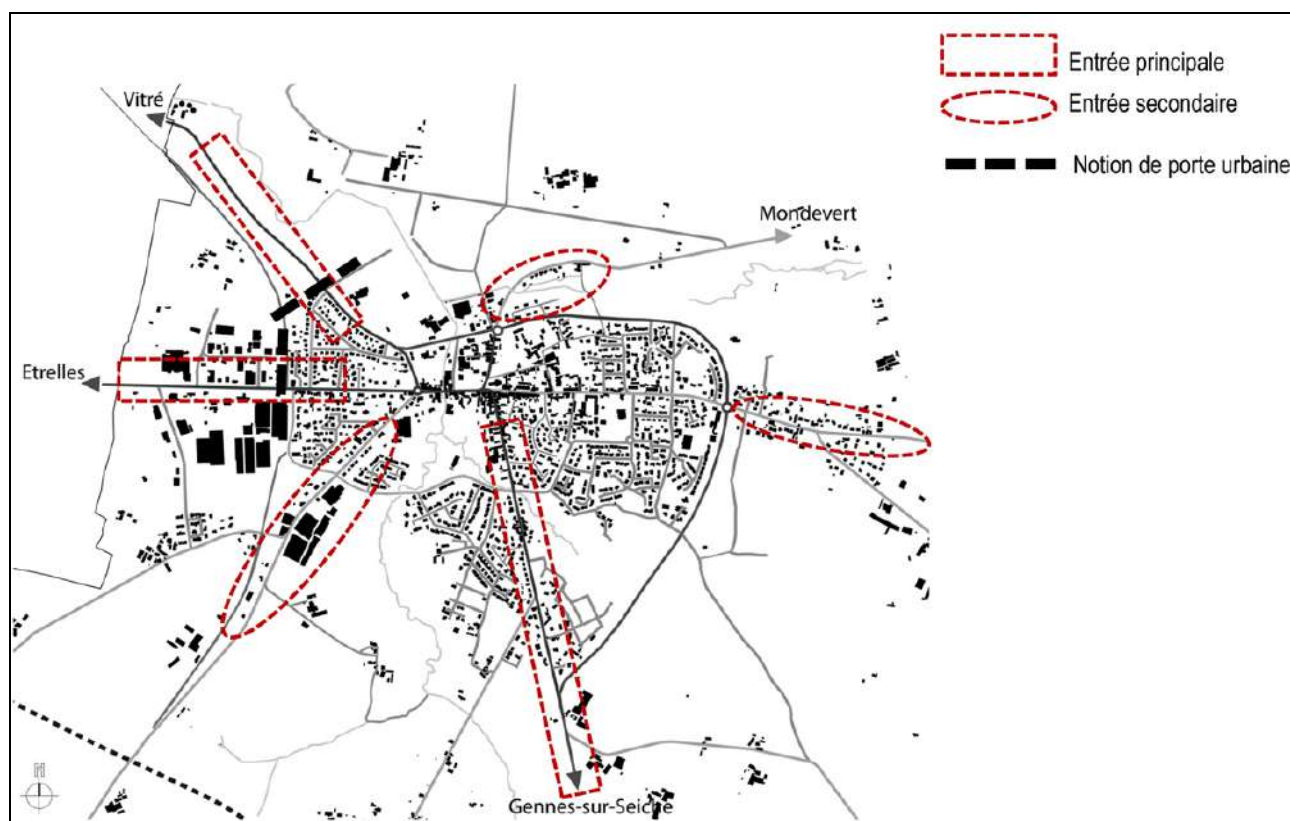 Entrée principale
Vitré
Entrée secondaire
Notion de porte urbaine
Mondevert
Etrelles
N
Gennes-sur-Seiche